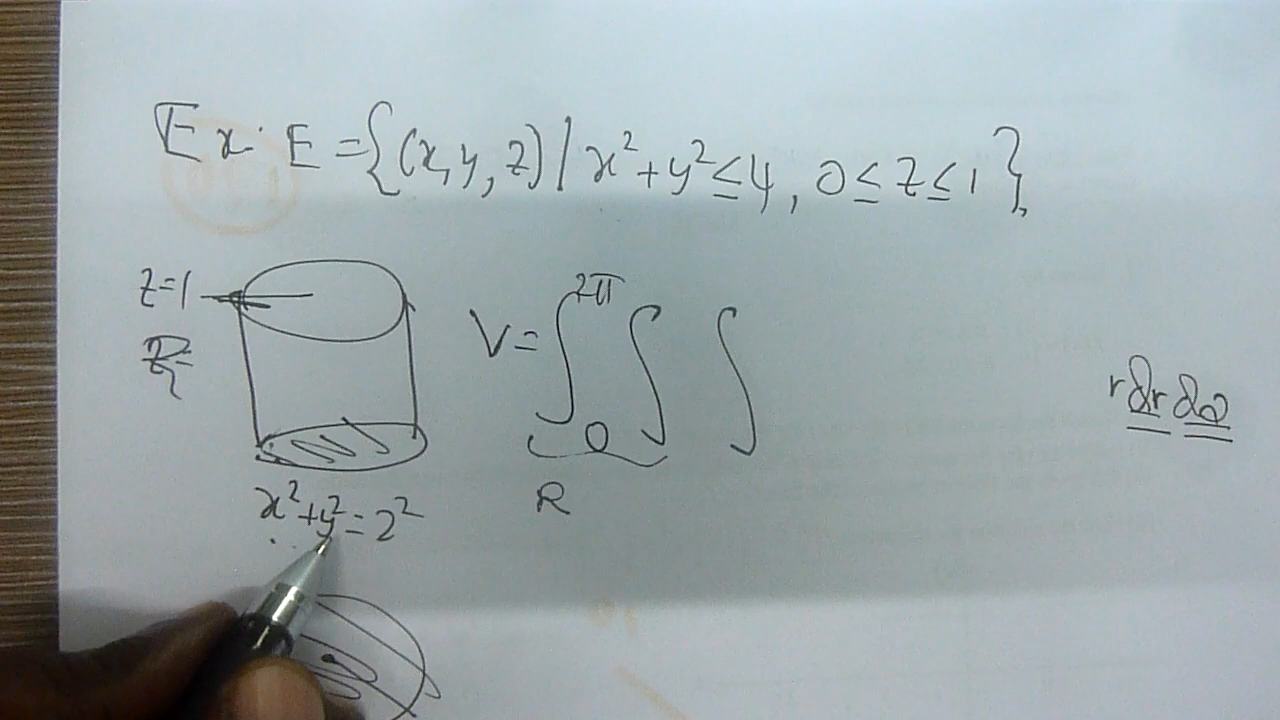 Ex: E = {(x, y, z) / x² + y² ≤ 4, 0 ≤ z ≤ 1},
z=1
V = ∫₀^2π ∫ ∫ r dr dθ
R
x² + y² = 2²